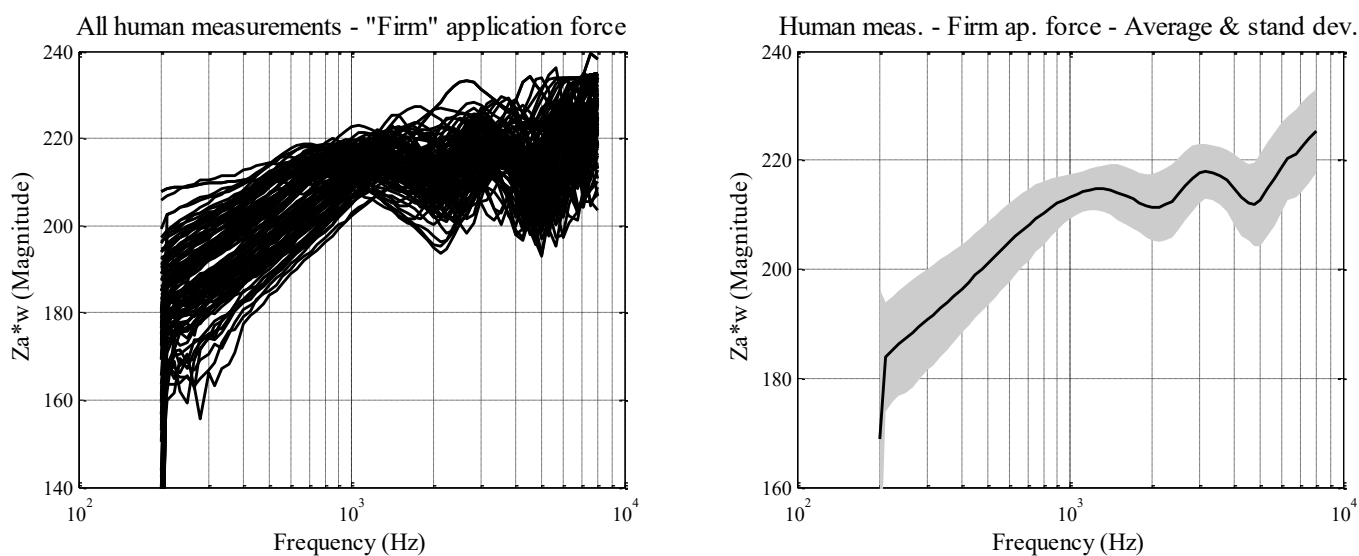 All human measurements - "Firm" application force
240
220
200
180
160
140
Za*w (Magnitude)
10^2
10^3
10^4
Frequency (Hz)
Human meas. - Firm ap. force - Average & stand dev.
240
220
200
180
160
Za*w (Magnitude)
10^2
10^3
10^4
Frequency (Hz)